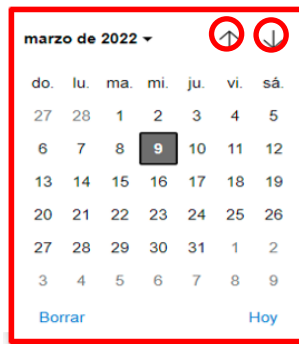 marzo de 2022
do. lu. ma. mi. ju. vi. sá.
27 28 1 2 3 4 5
6 7 8 9 10 11 12
13 14 15 16 17 18 19
20 21 22 23 24 25 26
27 28 29 30 31 1 2
3 4 5 6 7 8 9
Borrar Hoy